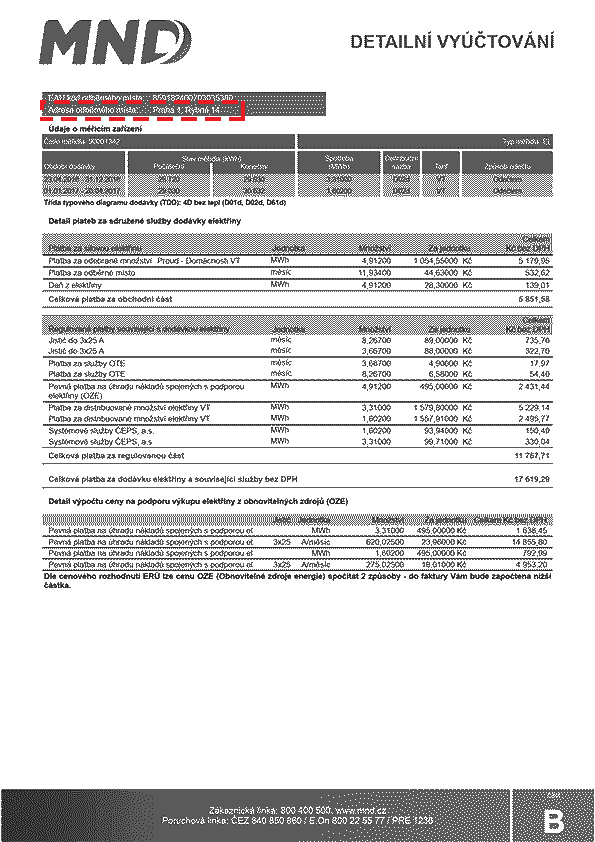 MND
DETAILNÍ VYÚČTOVÁNÍ
EAN kód odběrného místa:
Adresa odběrného místa: Praha 1, Rybná 14
Údaje o měřicím zařízení
Číslo měřidla: Typ měřidla:
Stav měřidla (kWh) Spotřeba Distribuční
Období dodávky Počáteční Konečný (MWh) sazba Tarif Způsob odečtu
31.12.2016 3,31000 D02d VT Odečtem
01.01.2017 - 1,60200 D02d VT Odečtem
Třída typového diagramu dodávky (TDD): 4D bez tepl (D01d, D02d, D61d)
Detail plateb za sdružené služby dodávky elektřiny
Celkem
Platba za silovou elektřinu Jednotka Množství Za jednotku Kč bez DPH
Platba za odebrané množství Proud - Domácnosti VT MWh 4,91200 1 054,55000 Kč 5 179,95
Platba za odběrné místo měsíc 11,93400 44,63000 Kč 532,62
Daň z elektřiny MWh 4,91200 28,30000 Kč 139,01
Celková platba za obchodní část 5 851,58
Celkem
Regulované platby související s dodávkou elektřiny Jednotka Množství Za jednotku Kč bez DPH
Jistič do 3x25 A měsíc 8,26700 89,00000 Kč 735,76
Jistič do 3x25 A měsíc 3,66700 88,00000 Kč 322,70
Platba za služby OTE měsíc 3,66700 4,90000 Kč 17,97
Platba za služby OTE měsíc 8,26700 6,58000 Kč 54,40
Pevná platba na úhradu nákladů spojených s podporou MWh 4,91200 495,00000 Kč 2 431,44
elektřiny (OZE)
Platba za distribuované množství elektřiny VT MWh 3,31000 1 579,80000 Kč 5 229,14
Platba za distribuované množství elektřiny VT MWh 1,60200 1 557,91000 Kč 2 495,77
Systémové služby ČEPS, a.s. MWh 1,60200 93,94000 Kč 150,49
Systémové služby ČEPS, a.s MWh 3,31000 99,71000 Kč 330,04
Celková platba za regulovanou část 11 767,71
Celková platba za dodávku elektřiny a související služby bez DPH 17 619,29
Detail výpočtu ceny na podporu výkupu elektřiny z obnovitelných zdrojů (OZE)
Jistič Jednotka Množství Za jednotku Celkem Kč bez DPH
Pevná platba na úhradu nákladů spojených s podporou el MWh 3,31000 495,00000 Kč 1 638,45
Pevná platba na úhradu nákladů spojených s podporou el 3x25 A/měsíc 620,02500 23,96000 Kč 14 855,80
Pevná platba na úhradu nákladů spojených s podporou el MWh 1,60200 495,00000 Kč 792,99
Pevná platba na úhradu nákladů spojených s podporou el 3x25 A/měsíc 275,02500 18,01000 Kč 4 953,20
Dle cenového rozhodnutí ERÚ lze cenu OZE (Obnovitelné zdroje energie) spočítat 2 způsoby - do faktury Vám bude započtena nižší
částka.
Zákaznická linka: 800 400 500, www.mnd.cz
Poruchová linka: ČEZ 840 850 860 / E.On 800 22 55 77 / PRE 1236
B